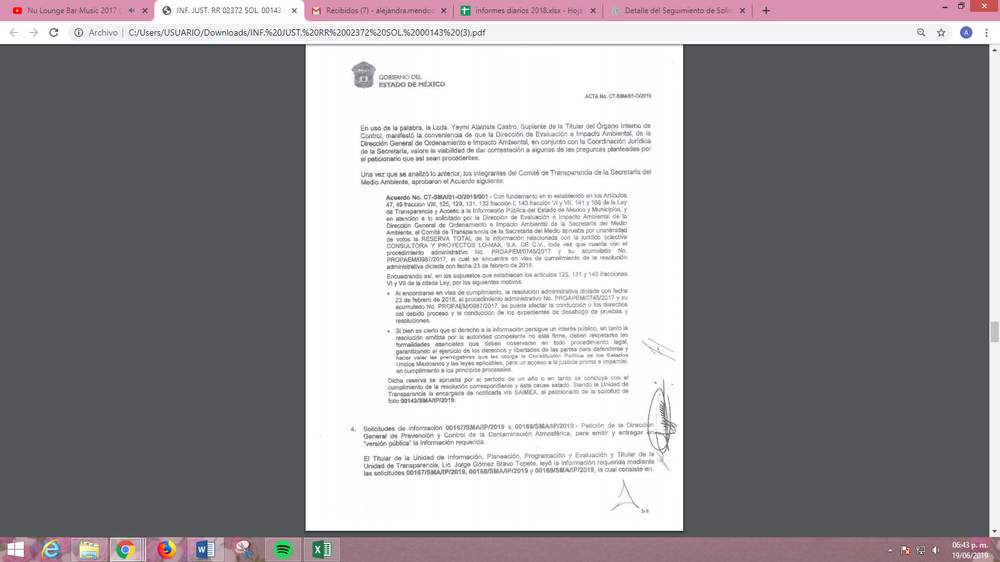 Nu Lounge Bar Music 2017 (
INF. JUST. RR 02372 SOL. 00143 (
Recibidos (7) - alejandra.mendoz
informes diarios 2018.xlsx - Hoja
Detalle del Seguimiento de Solic
Archivo
C:/Users/USUARIO/Downloads/INF.%20JUST.%20RR%2002372%20SOL.%2000143%20(3).pdf
A
GOBIERNO DEL
ESTADO DE MÉXICO
ACTA No. CT-SMA/01-O/2019
En uso de la palabra, la Lcda. Yeymi Alatriste Castro, Suplente de la Titular del Órgano Interno de
Control, manifestó la conveniencia de que la Dirección de Evaluación e Impacto Ambiental, de la
Dirección General de Ordenamiento e Impacto Ambiental, en conjunto con la Coordinación Jurídica
de la Secretaría, valore la viabilidad de dar contestación a algunas de las preguntas planteadas por
el peticionario que así sean procedentes.
Una vez que se analizó lo anterior, los integrantes del Comité de Transparencia de la Secretaría del
Medio Ambiente, aprobaron el Acuerdo siguiente:
Acuerdo No. CT-SMA/01-O/2019/001.- Con fundamento en lo establecido en los Artículos
47, 49 fracción VIII, 125, 129, 131, 132 fracción I, 140 fracción VI y VII, 141 y 168 de la Ley
de Transparencia y Acceso a la Información Pública del Estado de México y Municipios, y
en atención a lo solicitado por la Dirección de Evaluación e Impacto Ambiental de la
Dirección General de Ordenamiento e Impacto Ambiental de la Secretaría del Medio
Ambiente, el Comité de Transparencia de la Secretaría del Medio aprueba por unanimidad
de votos la RESERVA TOTAL de la información relacionada con la jurídico colectiva
CONSULTORA Y PROYECTOS LO-MAX, S.A. DE C.V., toda vez que cuenta con el
procedimiento administrativo No. PROAPEM/0745/2017 y su acumulado No.
PROPAEM/0987/2017, el cual se encuentra en vías de cumplimiento de la resolución
administrativa dictada con fecha 23 de febrero de 2018.
Encuadrando así, en los supuestos que establecen los artículos 129, 131 y 140 fracciones
VI y VII de la citada Ley, por los siguientes motivos:
• Al encontrarse en vías de cumplimiento, la resolución administrativa dictada con fecha
23 de febrero de 2018, al procedimiento administrativo No. PROAPEM/0745/2017 y su
acumulado No. PROPAEM/0987/2017, se puede afectar la conducción o los derechos
del debido proceso y la conducción de los expedientes de desahogo de pruebas y
resoluciones.
• Si bien es cierto que el derecho a la información persigue un interés público, en tanto la
resolución emitida por la autoridad competente no esté firme, deben respetarse las
formalidades esenciales que deben observarse en todo procedimiento legal,
garantizando el ejercicio de los derechos y libertades de las partes para defenderse y
hacer valer las prerrogativas que les otorga la Constitución Política de los Estados
Unidos Mexicanos y las leyes aplicables, para un acceso a la justicia pronta e imparcial,
en cumplimiento a los principios procesales.
Dicha reserva se aprueba por el período de un año o en tanto se concluya con el
cumplimiento de la resolución correspondiente y ésta cause estado. Siendo la Unidad de
Transparencia la encargada de notificarla vía SAIMEX, al peticionario de la solicitud de
folio 00143/SMA/IP/2019.
4. Solicitudes de información 00167/SMA/IP/2019 a 00169/SMA/IP/2019.- Petición de la Dirección
General de Prevención y Control de la Contaminación Atmosférica, para emitir y entregar en
"versión pública" la información requerida.
El Titular de la Unidad de Información, Planeación, Programación y Evaluación y Titular de la
Unidad de Transparencia, Lic. Jorge Gómez Bravo Topete, leyó la información requerida mediante
las solicitudes 00167/SMA/IP/2019, 00168/SMA/IP/2019 y 00169/SMA/IP/2019, la cual consiste en:
3/ 8
06:43 p. m.
19/06/2019